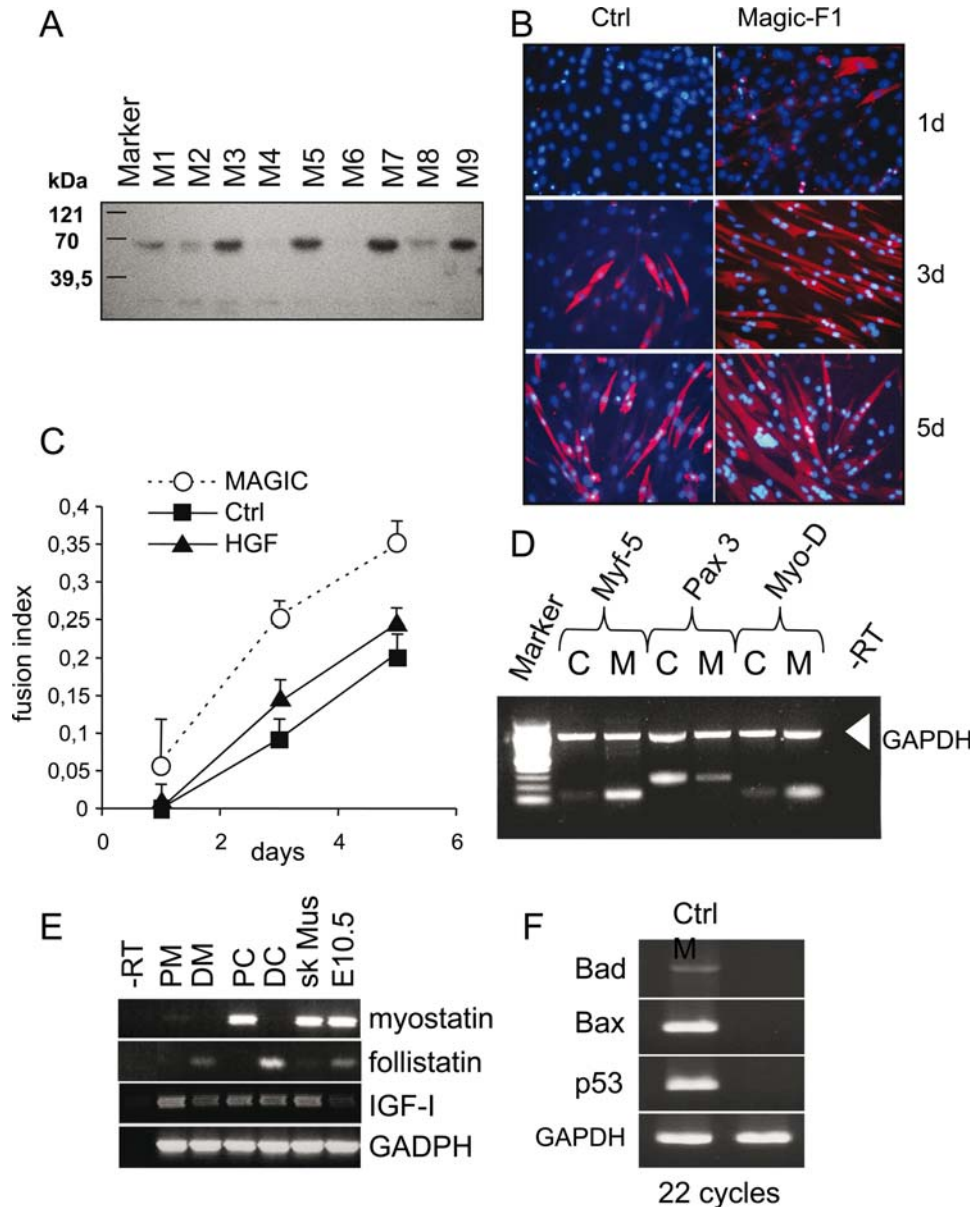 A
Marker
M1
M2
M3
M4
M5
M6
M7
M8
M9
kDa
121
70
39,5
B
Ctrl Magic-F1
1d
3d
5d
C
MAGIC
Ctrl
HGF
0,4
0,35
0,3
0,25
0,2
0,15
0,1
0,05
0
fusion index
0 2 4 6
days
D
Marker
Myf-5
Pax 3
Myo-D
-RT
C M C M C M
GAPDH
E
-RT
PM
DM
PC
DC
sk Mus
E10.5
myostatin
follistatin
IGF-I
GADPH
F
Ctrl
M
Bad
Bax
p53
GAPDH
22 cycles